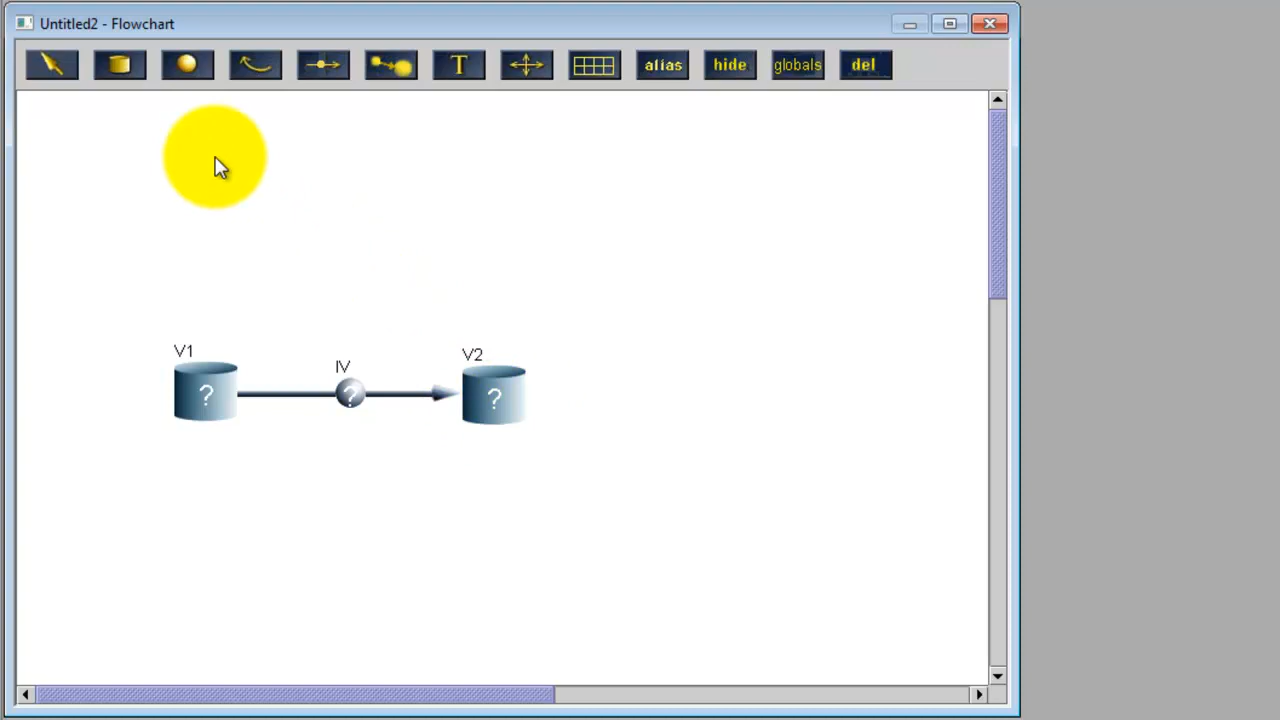 Untitled2 - Flowchart
T alias hide globals del
V1
IV
V2
?
?
?